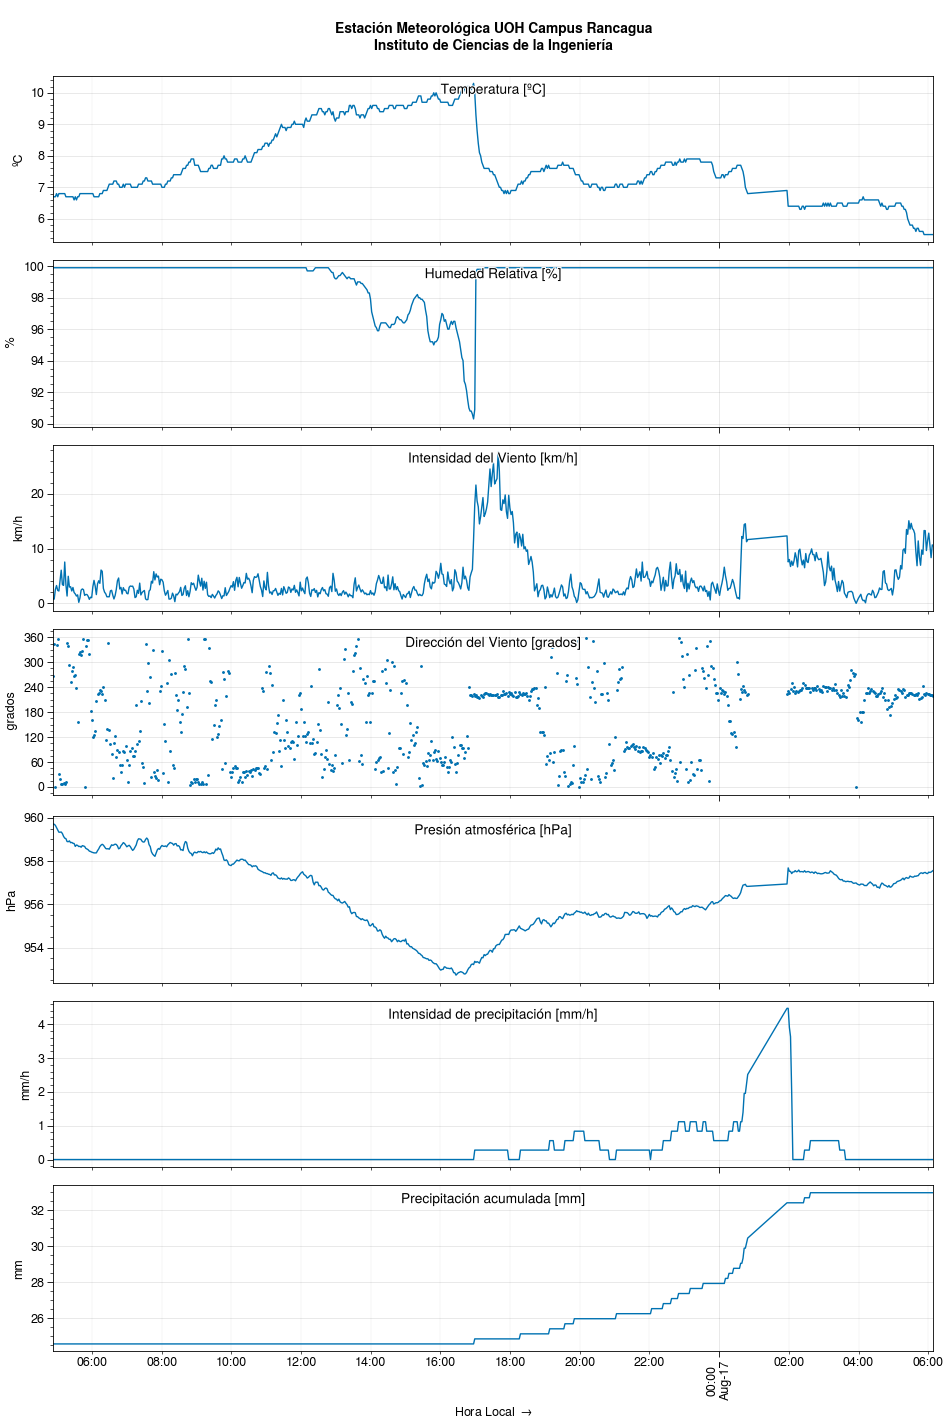 Estación Meteorológica UOH Campus Rancagua
Instituto de Ciencias de la Ingeniería
Temperatura [ºC]
ºC
10
9
8
7
6
Humedad Relativa [%]
%
100
98
96
94
92
90
Intensidad del Viento [km/h]
km/h
20
10
0
Dirección del Viento [grados]
grados
360
300
240
180
120
60
0
Presión atmosférica [hPa]
hPa
960
958
956
954
Intensidad de precipitación [mm/h]
mm/h
4
3
2
1
0
Precipitación acumulada [mm]
mm
32
30
28
26
06:00 08:00 10:00 12:00 14:00 16:00 18:00 20:00 22:00 00:00 02:00 04:00 06:00
Aug-17
Hora Local →